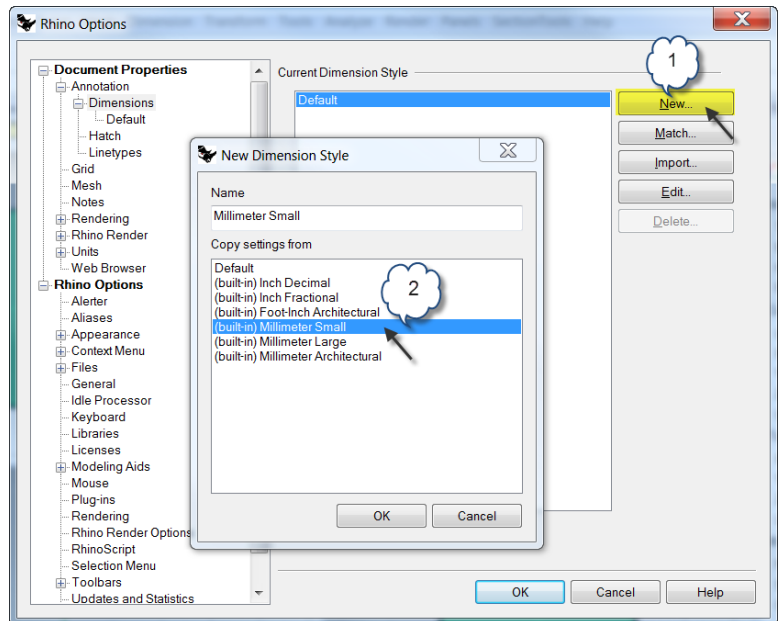 Rhino Options
Document Properties
Annotation
Dimensions
Default
Hatch
Linetypes
Grid
Mesh
Notes
Rendering
Rhino Render
Units
Web Browser
Rhino Options
Alerter
Aliases
Appearance
Context Menu
Files
General
Idle Processor
Keyboard
Libraries
Licenses
Modeling Aids
Mouse
Plug-ins
Rendering
Rhino Render Options
RhinoScript
Selection Menu
Toolbars
Updates and Statistics
Current Dimension Style
Default
1
New...
Match...
Import...
Edit...
Delete...
New Dimension Style
Name
Millimeter Small
Copy settings from
Default
(built-in) Inch Decimal
(built-in) Inch Fractional
(built-in) Foot-Inch Architectural
(built-in) Millimeter Small
(built-in) Millimeter Large
(built-in) Millimeter Architectural
2
OK Cancel
OK Cancel Help